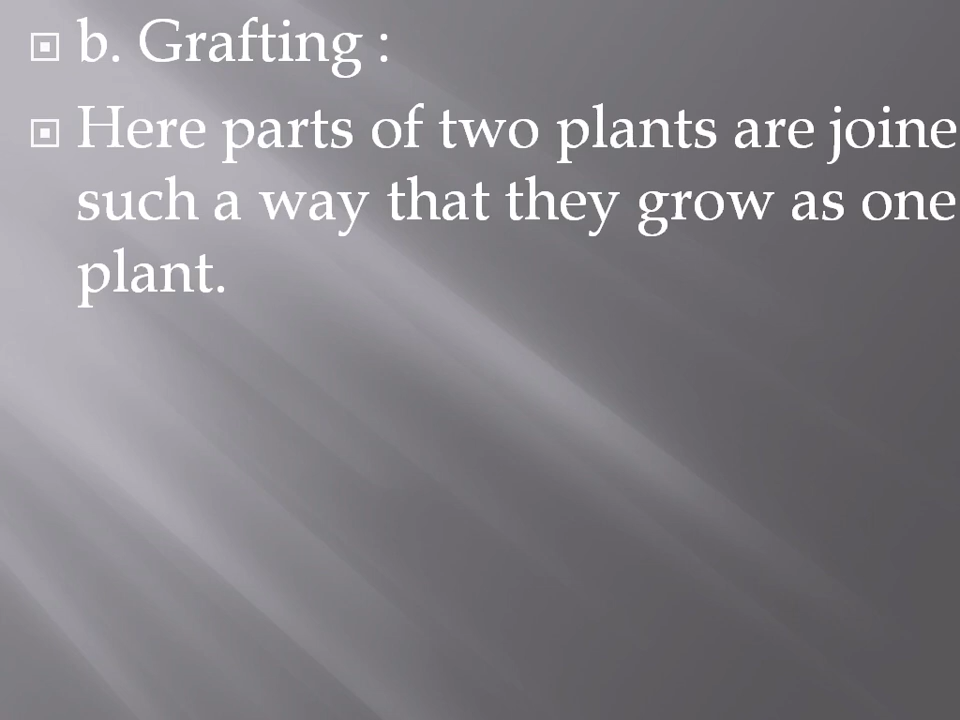 b. Grafting :
Here parts of two plants are joine
such a way that they grow as one
plant.